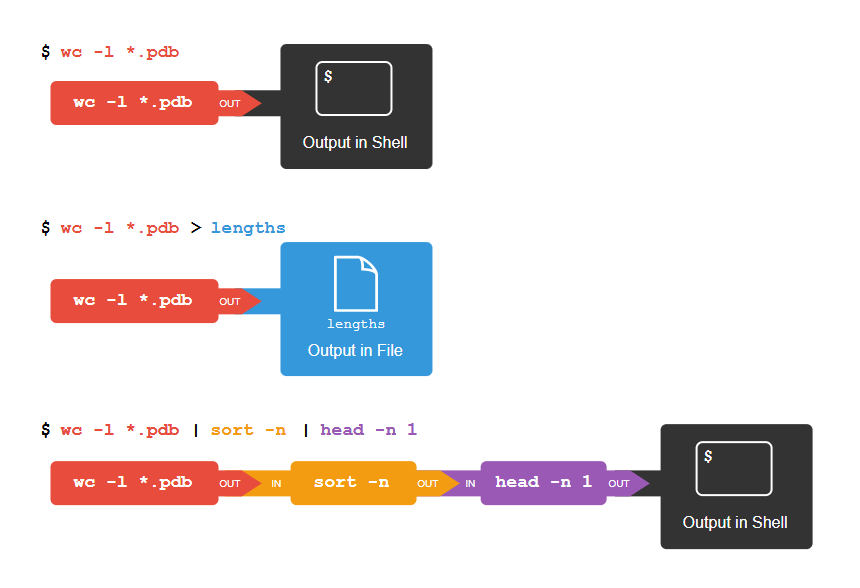 $ wc -l *.pdb
$
wc -l *.pdb OUT
Output in Shell
$ wc -l *.pdb > lengths
wc -l *.pdb OUT
lengths
Output in File
$ wc -l *.pdb | sort -n | head -n 1
$
wc -l *.pdb OUT IN sort -n OUT IN head -n 1 OUT
Output in Shell